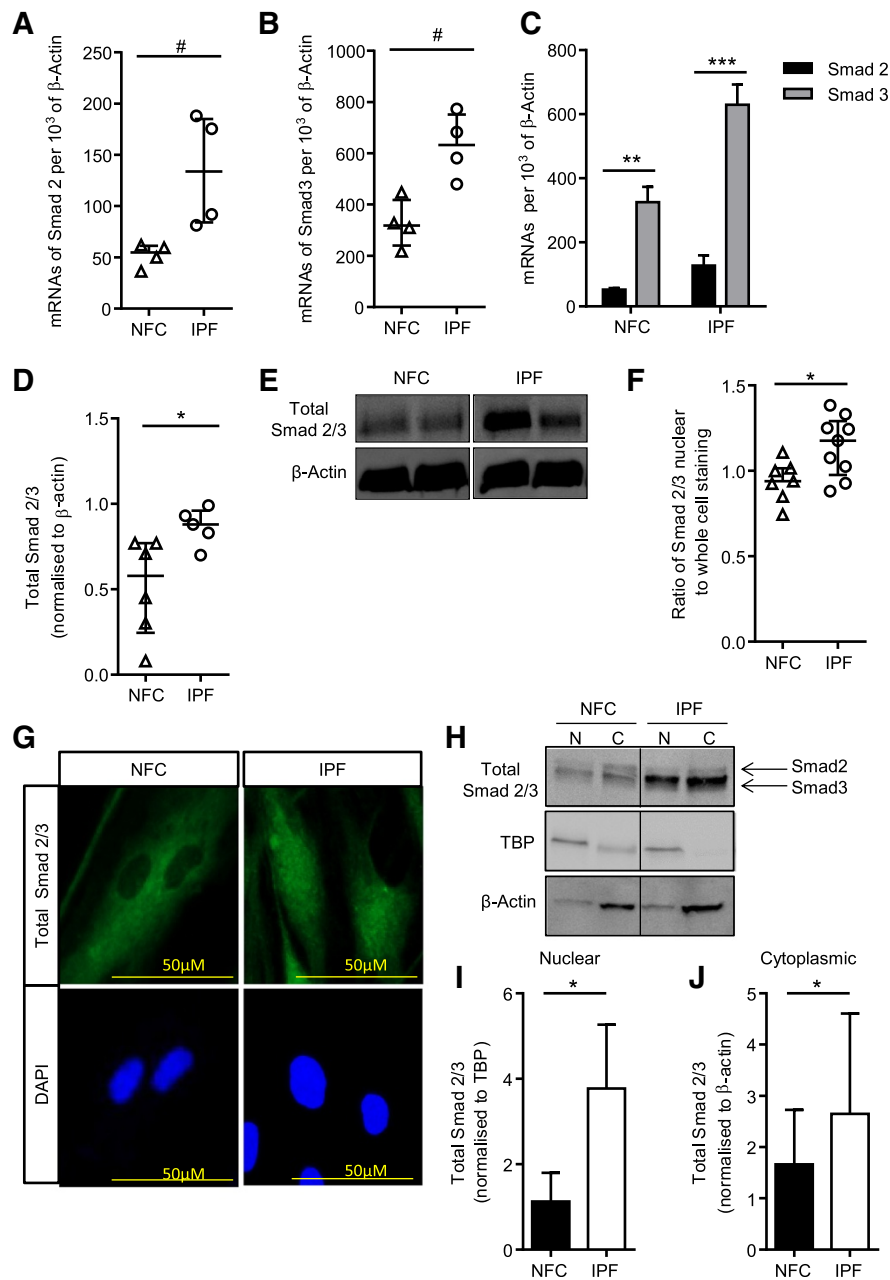 A
mRNAs of Smad 2 per 10³ of β-Actin
250
200
150
100
50
0
#
NFC
IPF
B
mRNAs of Smad3 per 10³ of β-Actin
1000
800
600
400
200
0
#
NFC
IPF
C
mRNAs per 10³ of β-Actin
800
600
400
200
0
**
***
NFC
IPF
Smad 2
Smad 3
D
Total Smad 2/3
(normalised to β-actin)
1.5
1.0
0.5
0.0
*
NFC
IPF
E
NFC
IPF
Total
Smad 2/3
β-Actin
F
Ratio of Smad 2/3 nuclear
to whole cell staining
1.5
1.0
0.5
0.0
*
NFC
IPF
G
NFC
IPF
Total Smad 2/3
50µM
50µM
DAPI
50µM
50µM
H
NFC
IPF
N
C
N
C
Total
Smad 2/3
Smad2
Smad3
TBP
β-Actin
I
Nuclear
Total Smad 2/3
(normalised to TBP)
6
4
2
0
*
NFC
IPF
J
Cytoplasmic
Total Smad 2/3
(normalised to β-actin)
5
4
3
2
1
0
*
NFC
IPF